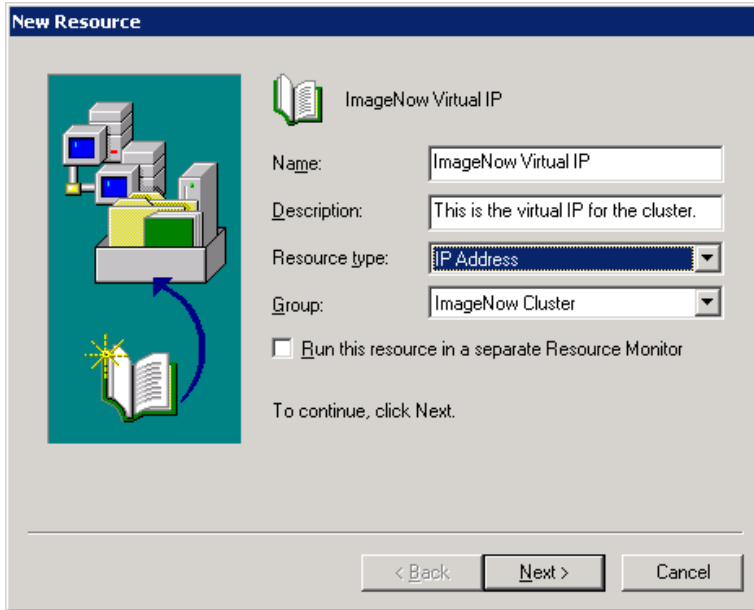 New Resource
ImageNow Virtual IP
Name:
ImageNow Virtual IP
Description:
This is the virtual IP for the cluster.
Resource type:
IP Address
Group:
ImageNow Cluster
Run this resource in a separate Resource Monitor
To continue, click Next.
< Back
Next >
Cancel